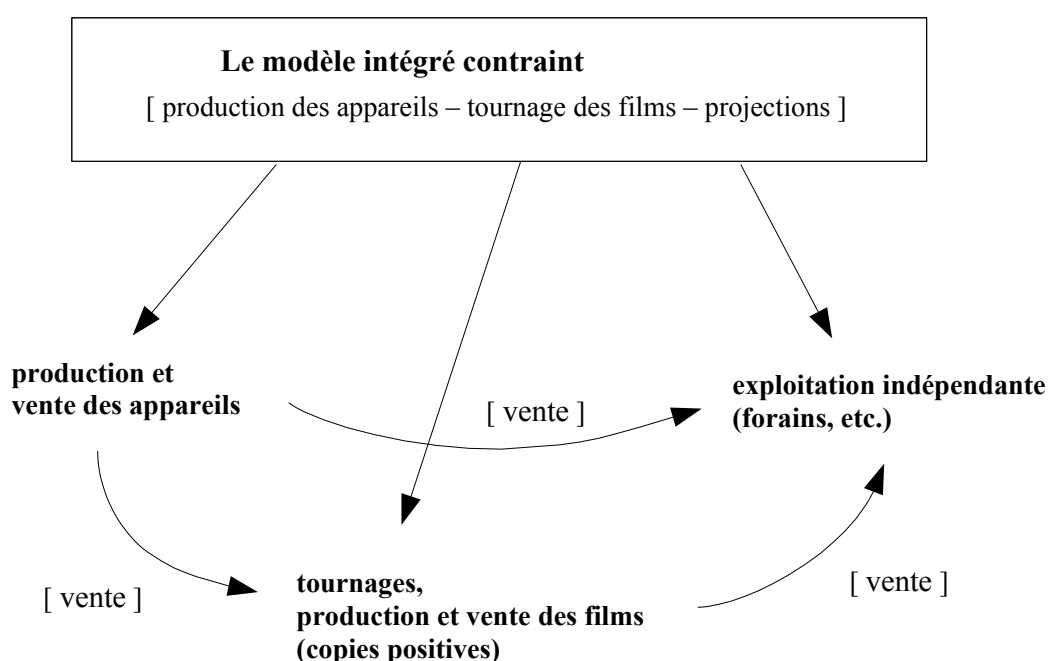 Le modèle intégré contraint
[ production des appareils – tournage des films – projections ]
production et
vente des appareils
[ vente ]
exploitation indépendante
(forains, etc.)
[ vente ]
tournages,
production et vente des films
(copies positives)
[ vente ]